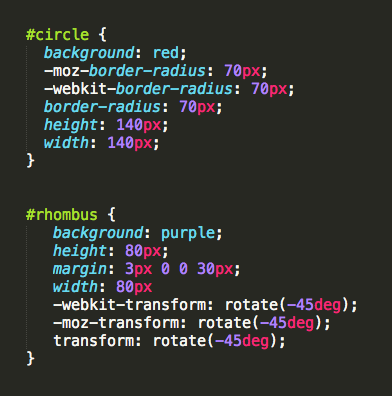 #circle {
background: red;
-moz-border-radius: 70px;
-webkit-border-radius: 70px;
border-radius: 70px;
height: 140px;
width: 140px;
}
#rhombus {
background: purple;
height: 80px;
margin: 3px 0 0 30px;
width: 80px
-webkit-transform: rotate(-45deg);
-moz-transform: rotate(-45deg);
transform: rotate(-45deg);
}